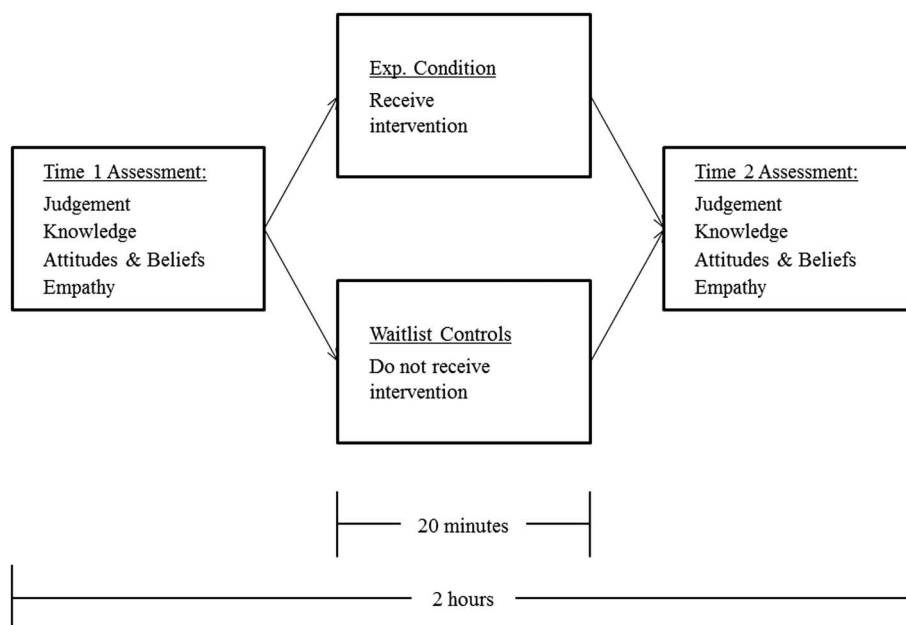 Exp. Condition
Receive
intervention
Time 1 Assessment:
Judgement
Knowledge
Attitudes & Beliefs
Empathy
Time 2 Assessment:
Judgement
Knowledge
Attitudes & Beliefs
Empathy
Waitlist Controls
Do not receive
intervention
20 minutes
2 hours